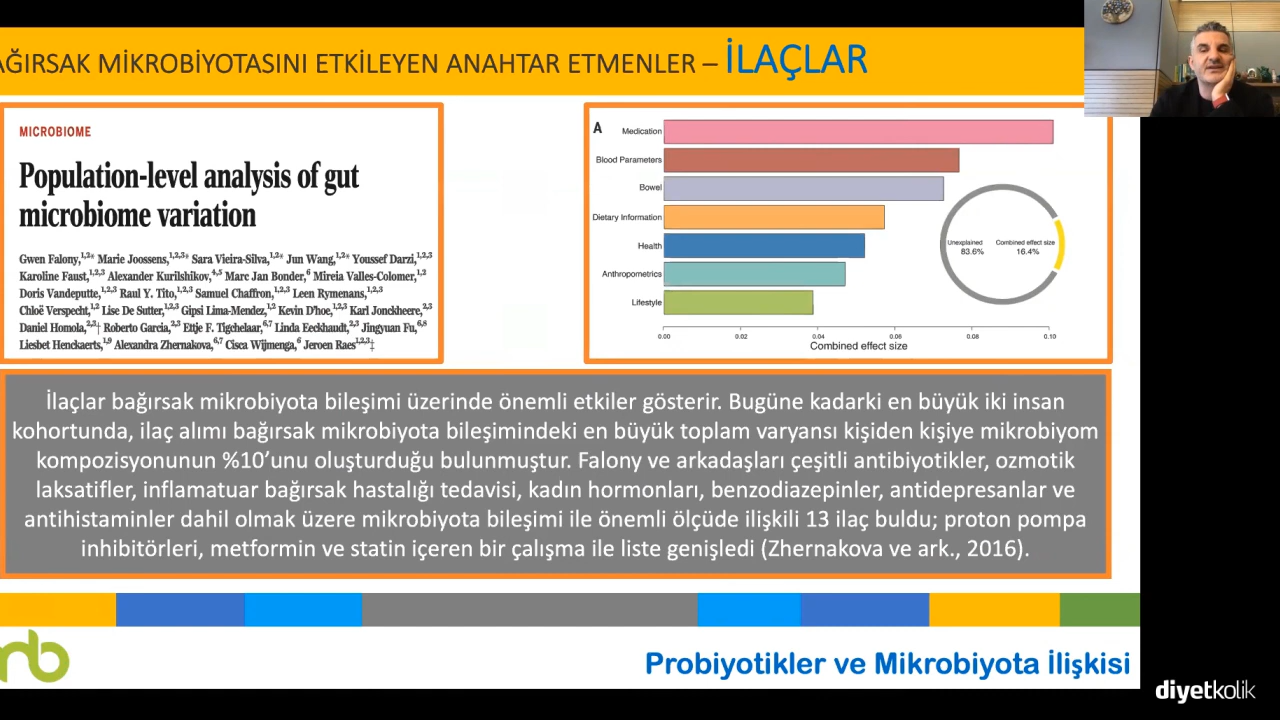 AĞIRSAK MİKROBİYOTASINI ETKİLEYEN ANAHTAR ETMENLER – İLAÇLAR
MICROBIOME
Population-level analysis of gut
microbiome variation
Gwen Falony,1,2* Marie Joossens,1,2,3* Sara Vieira-Silva,1,2* Jun Wang,1,2* Youssef Darzi,1,2,3
Karoline Faust,1,2,3 Alexander Kurilshikov,4,5 Marc Jan Bonder,6 Mireia Valles-Colomer,1,2
Doris Vandeputte,1,2,3 Raul Y. Tito,1,2,3 Samuel Chaffron,1,2,3 Leen Rymenans,1,2,3
Chloë Verspecht,1,2 Lise De Sutter,1,2,3 Gipsi Lima-Mendez,1,2 Kevin D'hoe,1,2,3 Karl Jonckheere,2,3
Daniel Homola,2,3‡ Roberto Garcia,2,3 Ettje F. Tigchelaar,6,7 Linda Eeckhaudt,2,3 Jingyuan Fu,6,8
Liesbet Henckaerts,1,9 Alexandra Zhernakova,6,7 Cisca Wijmenga,6 Jeroen Raes1,2,3‡
A
Medication
Blood Parameters
Bowel
Dietary Information
Health
Anthropometrics
Lifestyle
Unexplained 83.6%
Combined effect size 16.4%
0.00 0.02 0.04 0.06 0.08 0.10
Combined effect size
İlaçlar bağırsak mikrobiyota bileşimi üzerinde önemli etkiler gösterir. Bugüne kadarki en büyük iki insan
kohortunda, ilaç alımı bağırsak mikrobiyota bileşimindeki en büyük toplam varyansı kişiden kişiye mikrobiyom
kompozisyonunun %10'unu oluşturduğu bulunmuştur. Falony ve arkadaşları çeşitli antibiyotikler, ozmotik
laksatifler, inflamatuar bağırsak hastalığı tedavisi, kadın hormonları, benzodiazepinler, antidepresanlar ve
antihistaminler dahil olmak üzere mikrobiyota bileşimi ile önemli ölçüde ilişkili 13 ilaç buldu; proton pompa
inhibitörleri, metformin ve statin içeren bir çalışma ile liste genişledi (Zhernakova ve ark., 2016).
nb
Probiyotikler ve Mikrobiyota İlişkisi
diyetkolik